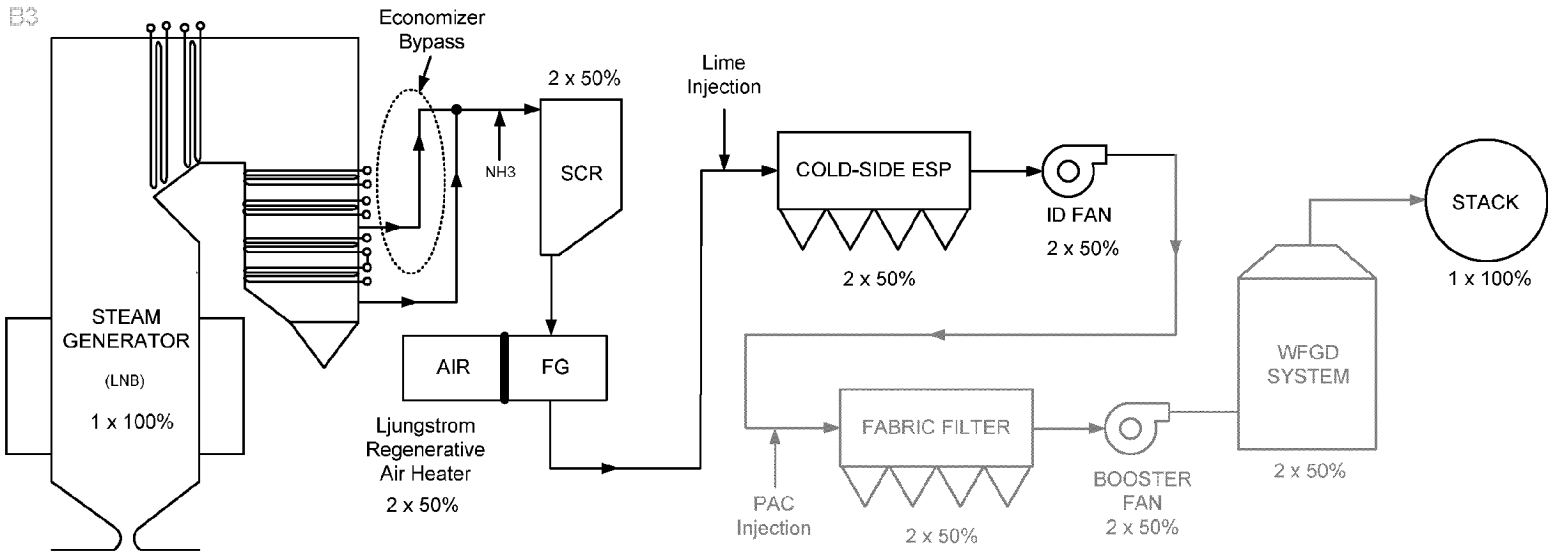 B3
Economizer
Bypass
2 x 50%
Lime
Injection
NH3
SCR
COLD-SIDE ESP
ID FAN
2 x 50%
2 x 50%
STACK
1 x 100%
STEAM
GENERATOR
(LNB)
1 x 100%
AIR
FG
Ljungstrom
Regenerative
Air Heater
2 x 50%
WFGD
SYSTEM
2 x 50%
FABRIC FILTER
2 x 50%
PAC
Injection
BOOSTER
FAN
2 x 50%